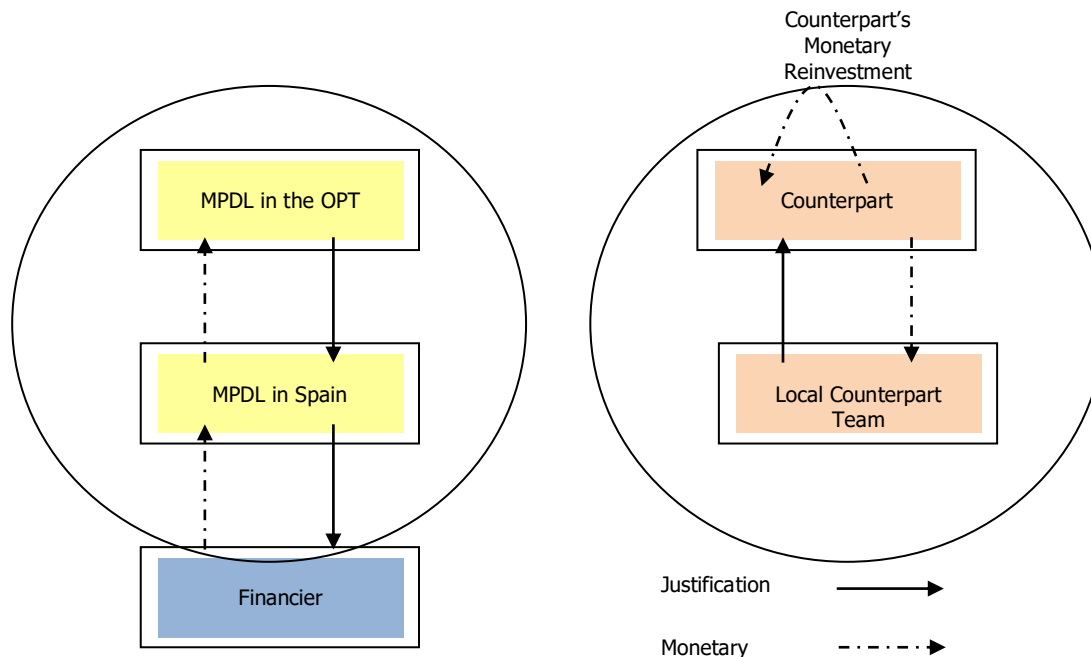 Counterpart’s
Monetary
Reinvestment
MPDL in the OPT
Counterpart
MPDL in Spain
Local Counterpart
Team
Financier
Justification
Monetary